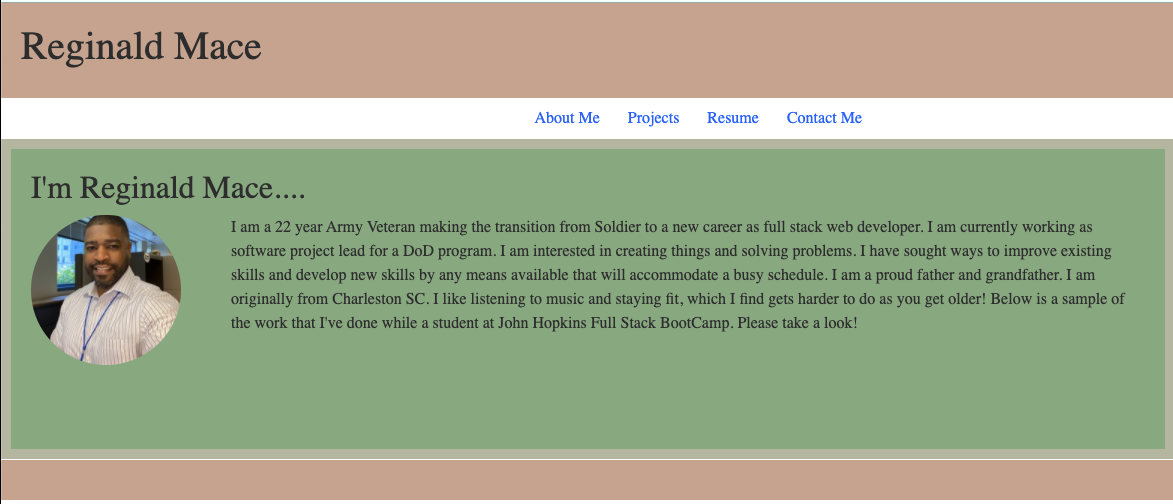 Reginald Mace
About Me Projects Resume Contact Me
I'm Reginald Mace....
I am a 22 year Army Veteran making the transition from Soldier to a new career as full stack web developer. I am currently working as
software project lead for a DoD program. I am interested in creating things and solving problems. I have sought ways to improve existing
skills and develop new skills by any means available that will accommodate a busy schedule. I am a proud father and grandfather. I am
originally from Charleston SC. I like listening to music and staying fit, which I find gets harder to do as you get older! Below is a sample of
the work that I've done while a student at John Hopkins Full Stack BootCamp. Please take a look!